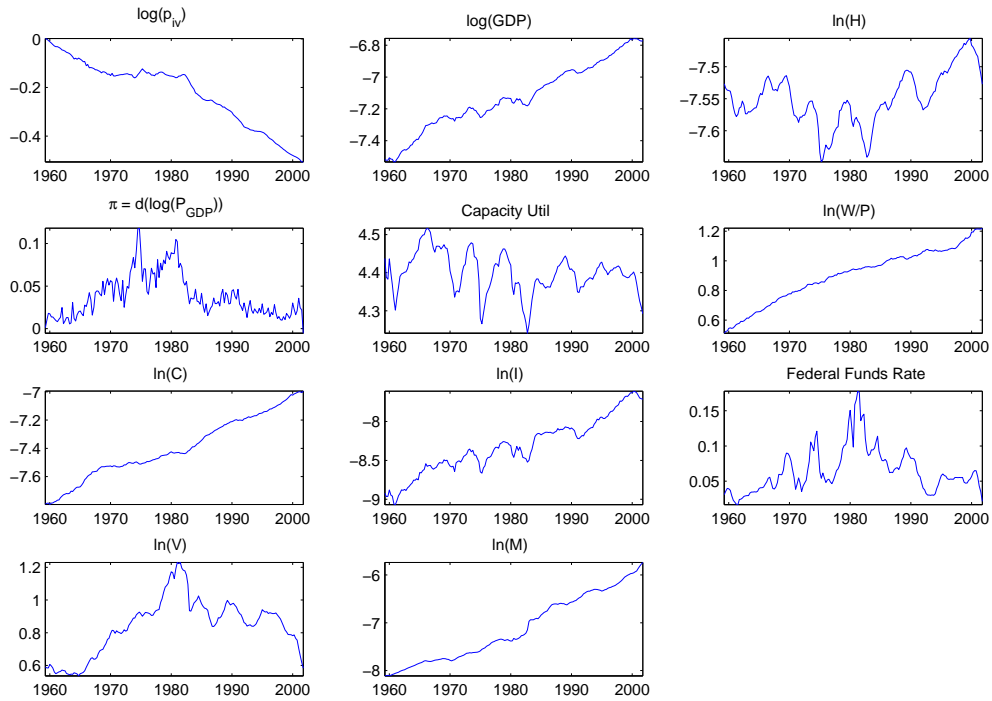 log(p_iv)
0
−0.2
−0.4
1960 1970 1980 1990 2000
log(GDP)
−6.8
−7
−7.2
−7.4
1960 1970 1980 1990 2000
ln(H)
−7.5
−7.55
−7.6
1960 1970 1980 1990 2000
π = d(log(P_GDP))
0.1
0.05
0
1960 1970 1980 1990 2000
Capacity Util
4.5
4.4
4.3
1960 1970 1980 1990 2000
ln(W/P)
1.2
1
0.8
0.6
1960 1970 1980 1990 2000
ln(C)
−7
−7.2
−7.4
−7.6
1960 1970 1980 1990 2000
ln(I)
−8
−8.5
−9
1960 1970 1980 1990 2000
Federal Funds Rate
0.15
0.1
0.05
1960 1970 1980 1990 2000
ln(V)
1.2
1
0.8
0.6
1960 1970 1980 1990 2000
ln(M)
−6
−7
−8
1960 1970 1980 1990 2000